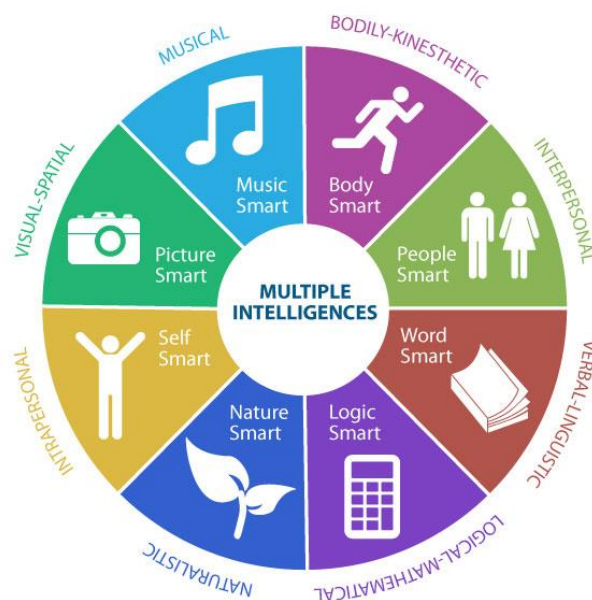 MUSICAL
BODILY-KINESTHETIC
INTERPERSONAL
VERBAL-LINGUISTIC
LOGICAL-MATHEMATICAL
NATURALISTIC
INTRAPERSONAL
VISUAL-SPATIAL
Music
Smart
Body
Smart
People
Smart
Word
Smart
Logic
Smart
Nature
Smart
Self
Smart
Picture
Smart
MULTIPLE
INTELLIGENCES